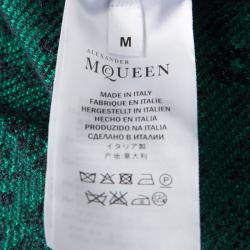 M
ALEXANDER
McQUEEN
MADE IN ITALY
FABRIQUE EN ITALIE
HERGESTELLT IN ITALIEN
HECHO EN ITALIA
PRODUZIDO NA ITALIA
СДЕЛАНО В ИТАЛИИ
イタリア製
产地 意大利